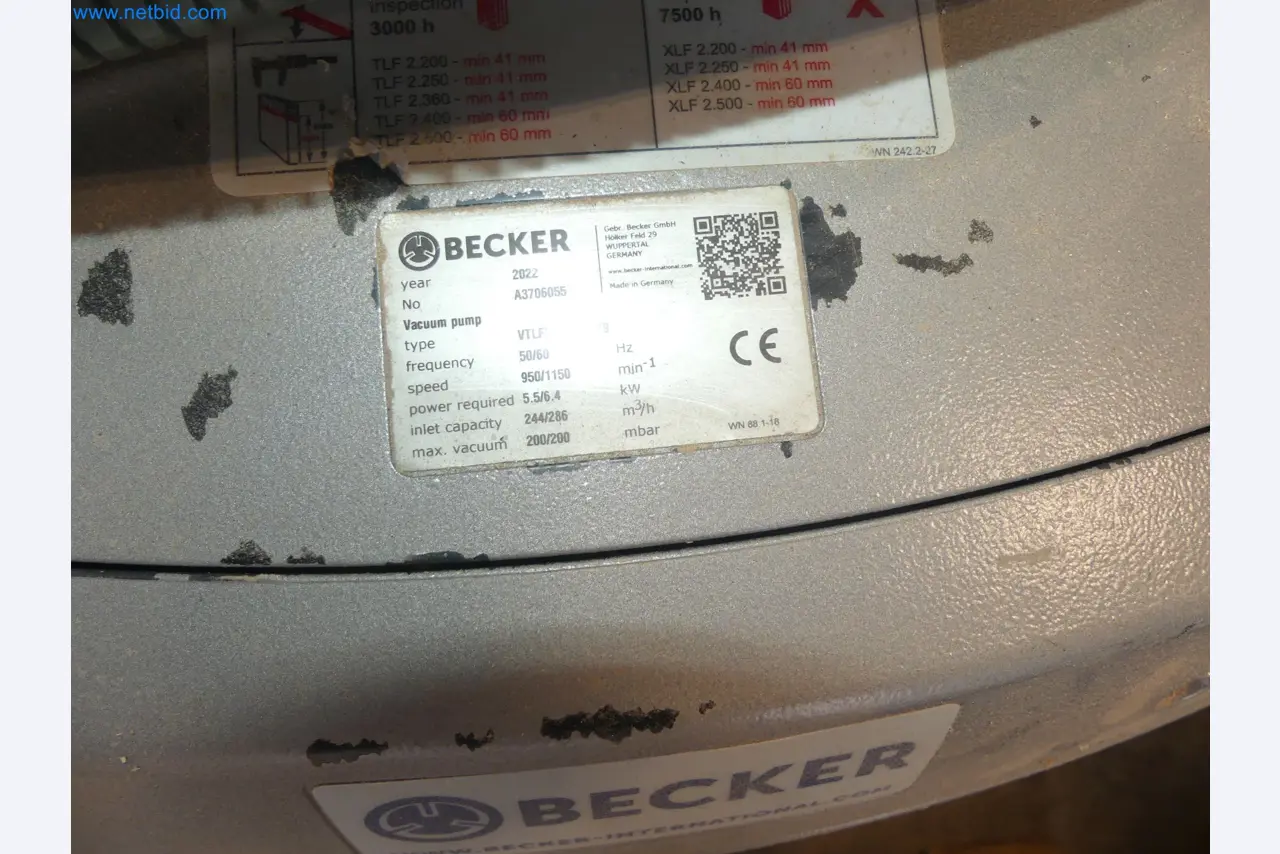 www.netbid.com
inspection
3000 h
7500 h
TLF 2.200 - min 41 mm
TLF 2.250 - min 41 mm
TLF 2.360 - min 41 mm
TLF 2.400 - min 60 mm
TLF 2.500 - min 60 mm
XLF 2.200 - min 41 mm
XLF 2.250 - min 41 mm
XLF 2.400 - min 60 mm
XLF 2.500 - min 60 mm
WN 242.2-27
BECKER
Gebr. Becker GmbH
Hölker Feld 29
WUPPERTAL
GERMANY
www.becker-international.com
Made in Germany
year 2022
No A3706055
Vacuum pump
type VTLF
frequency 50/60 Hz
speed 950/1150 min-1
power required 5.5/6.4 kW
inlet capacity 244/286 m3/h
max. vacuum 200/200 mbar
CE
WN 88.1-16
BECKER
WWW.BECKER-INTERNATIONAL.COM